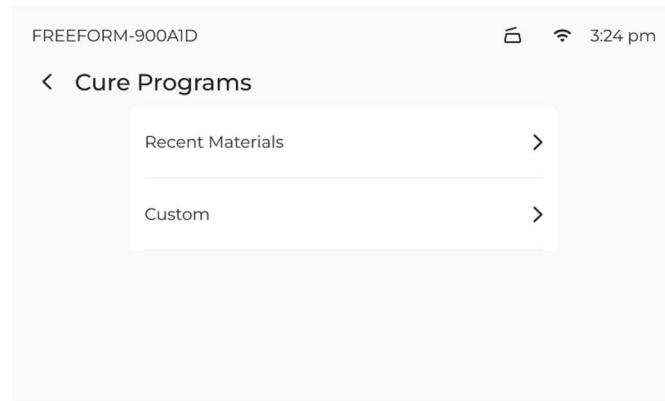 FREEFORM-900A1D 3:24 pm
Cure Programs
Recent Materials
Custom